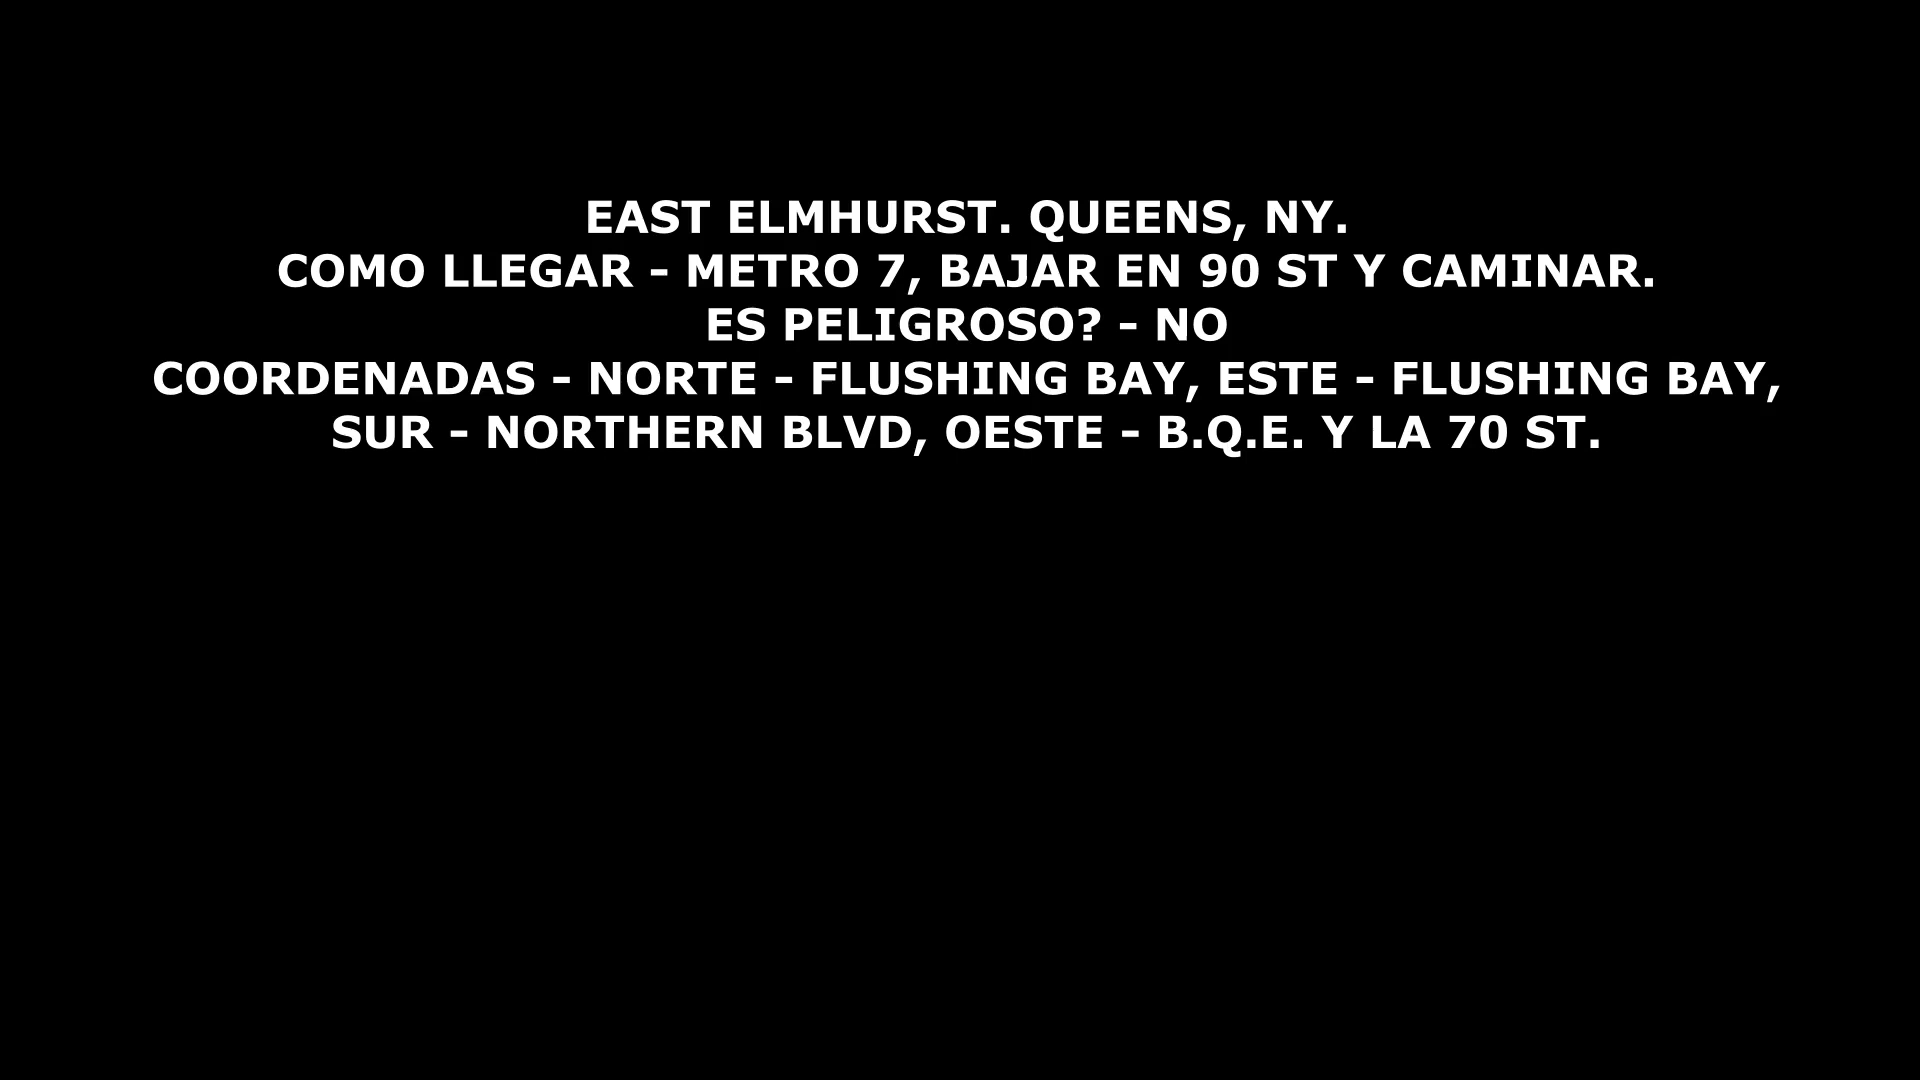 EAST ELMHURST. QUEENS, NY.
COMO LLEGAR – METRO 7, BAJAR EN 90 ST Y CAMINAR.
ES PELIGROSO? – NO
COORDENADAS – NORTE – FLUSHING BAY, ESTE – FLUSHING BAY,
SUR – NORTHERN BLVD, OESTE – B.Q.E. Y LA 70 ST.